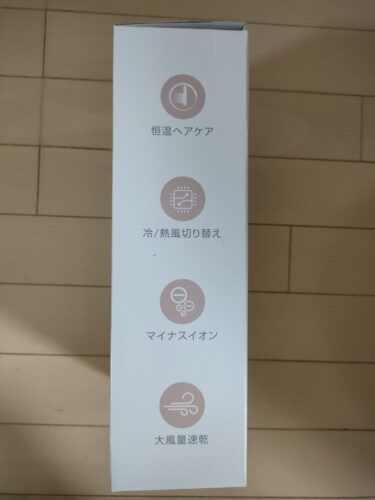 恒温ヘアケア
冷/熱風切り替え
マイナスイオン
大風量速乾